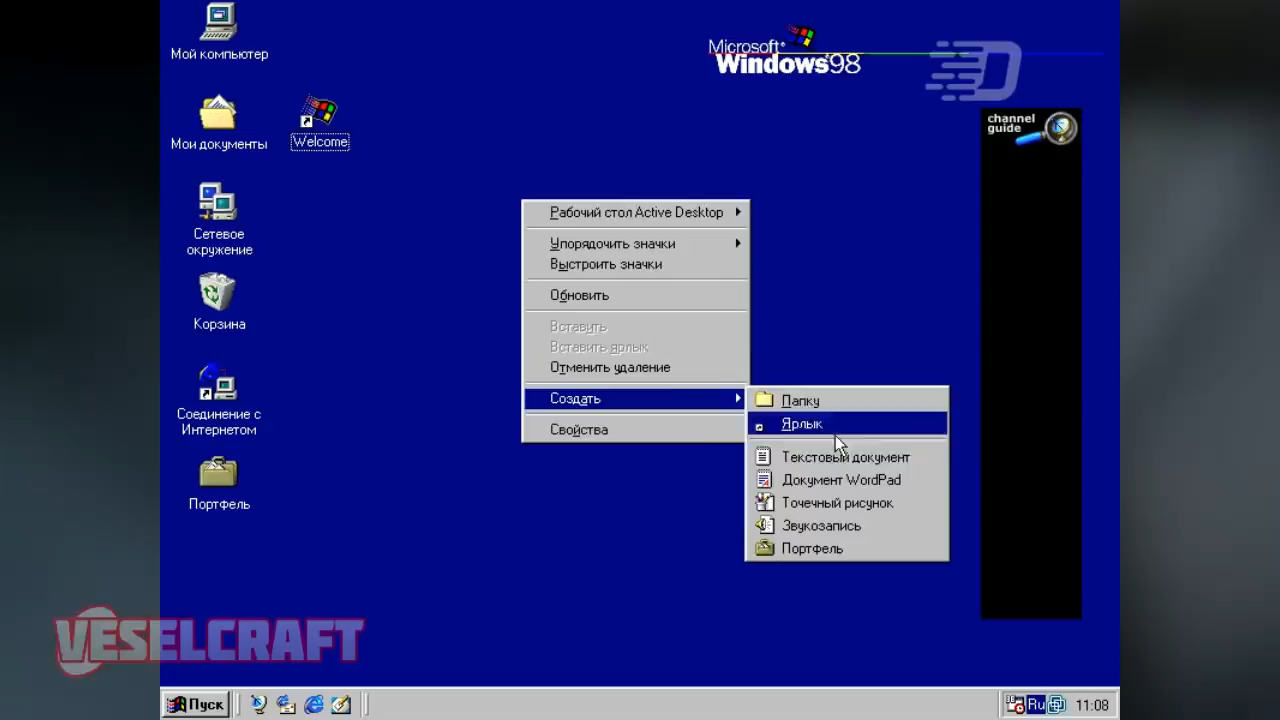 Мой компьютер
Microsoft®
Windows98
channel
guide
Мои документы
Welcome
Рабочий стол Active Desktop
Сетевое
окружение
Упорядочить значки
Выстроить значки
Обновить
Корзина
Вставить
Вставить ярлык
Отменить удаление
Создать
Папку
Соединение с
Интернетом
Ярлык
Свойства
Текстовый документ
Документ WordPad
Портфель
Точечный рисунок
Звукозапись
Портфель
VESELCRAFT
Пуск
Ru
11:08